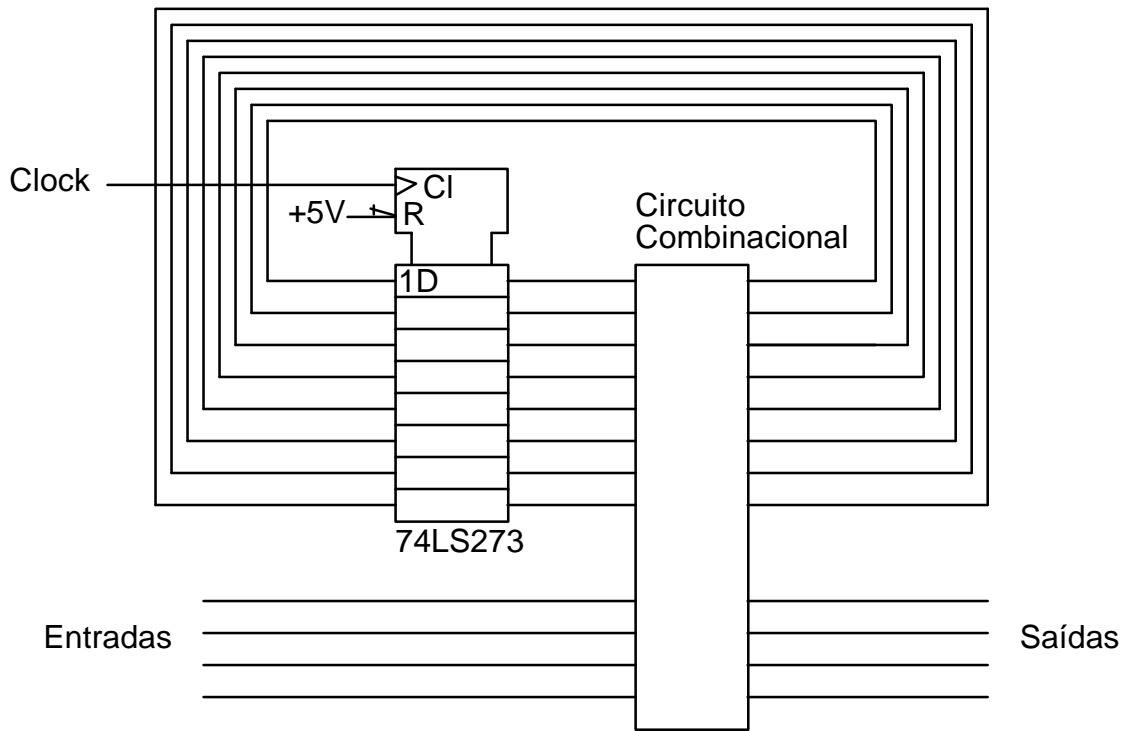 Clock
CI
+5V
R
Circuito
Combinacional
1D
74LS273
Entradas
Saídas